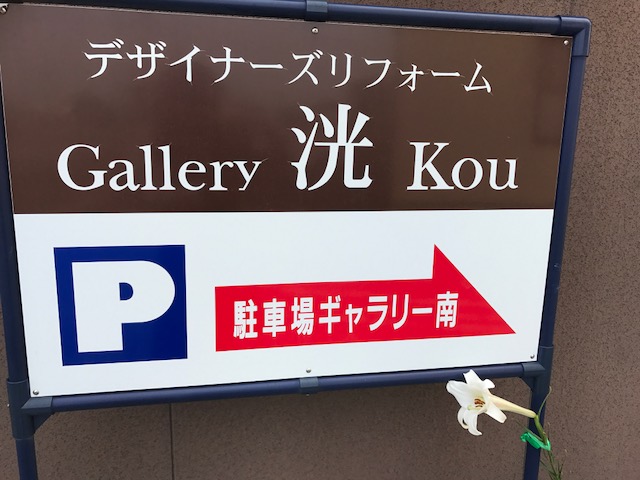 デザイナーズリフォーム
Gallery 洸 Kou
P
駐車場ギャラリー南